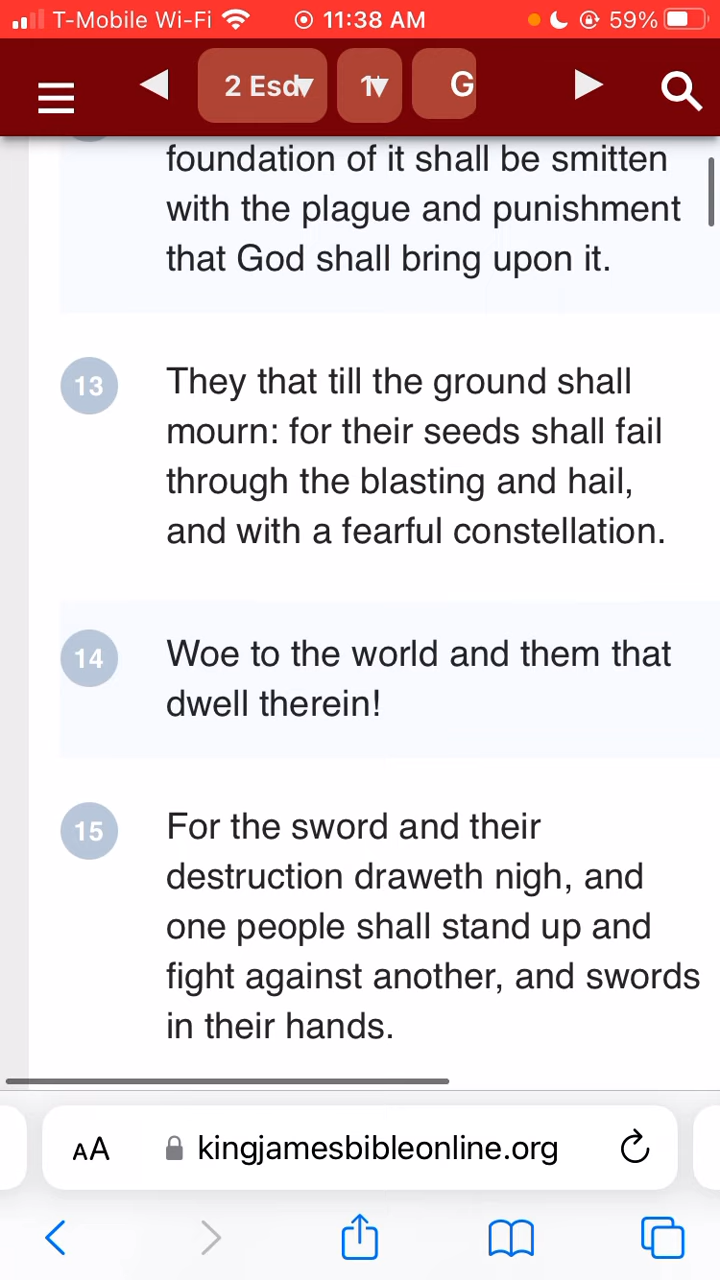 T-Mobile Wi-Fi 11:38 AM 59%
2 Esd 1 G
foundation of it shall be smitten
with the plague and punishment
that God shall bring upon it.
13 They that till the ground shall
mourn: for their seeds shall fail
through the blasting and hail,
and with a fearful constellation.
14 Woe to the world and them that
dwell therein!
15 For the sword and their
destruction draweth nigh, and
one people shall stand up and
fight against another, and swords
in their hands.
AA kingjamesbibleonline.org